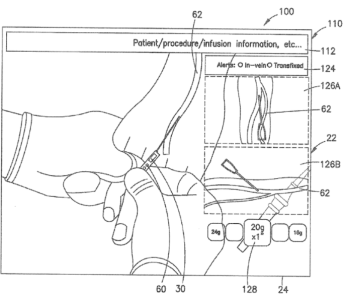 100
62
110
Patient/procedure/infusion information, etc...
112
Alerts: O In-vein O Transfixed
124
126A
62
22
126B
62
24g
20g
x1"
18g
60
30
128
24